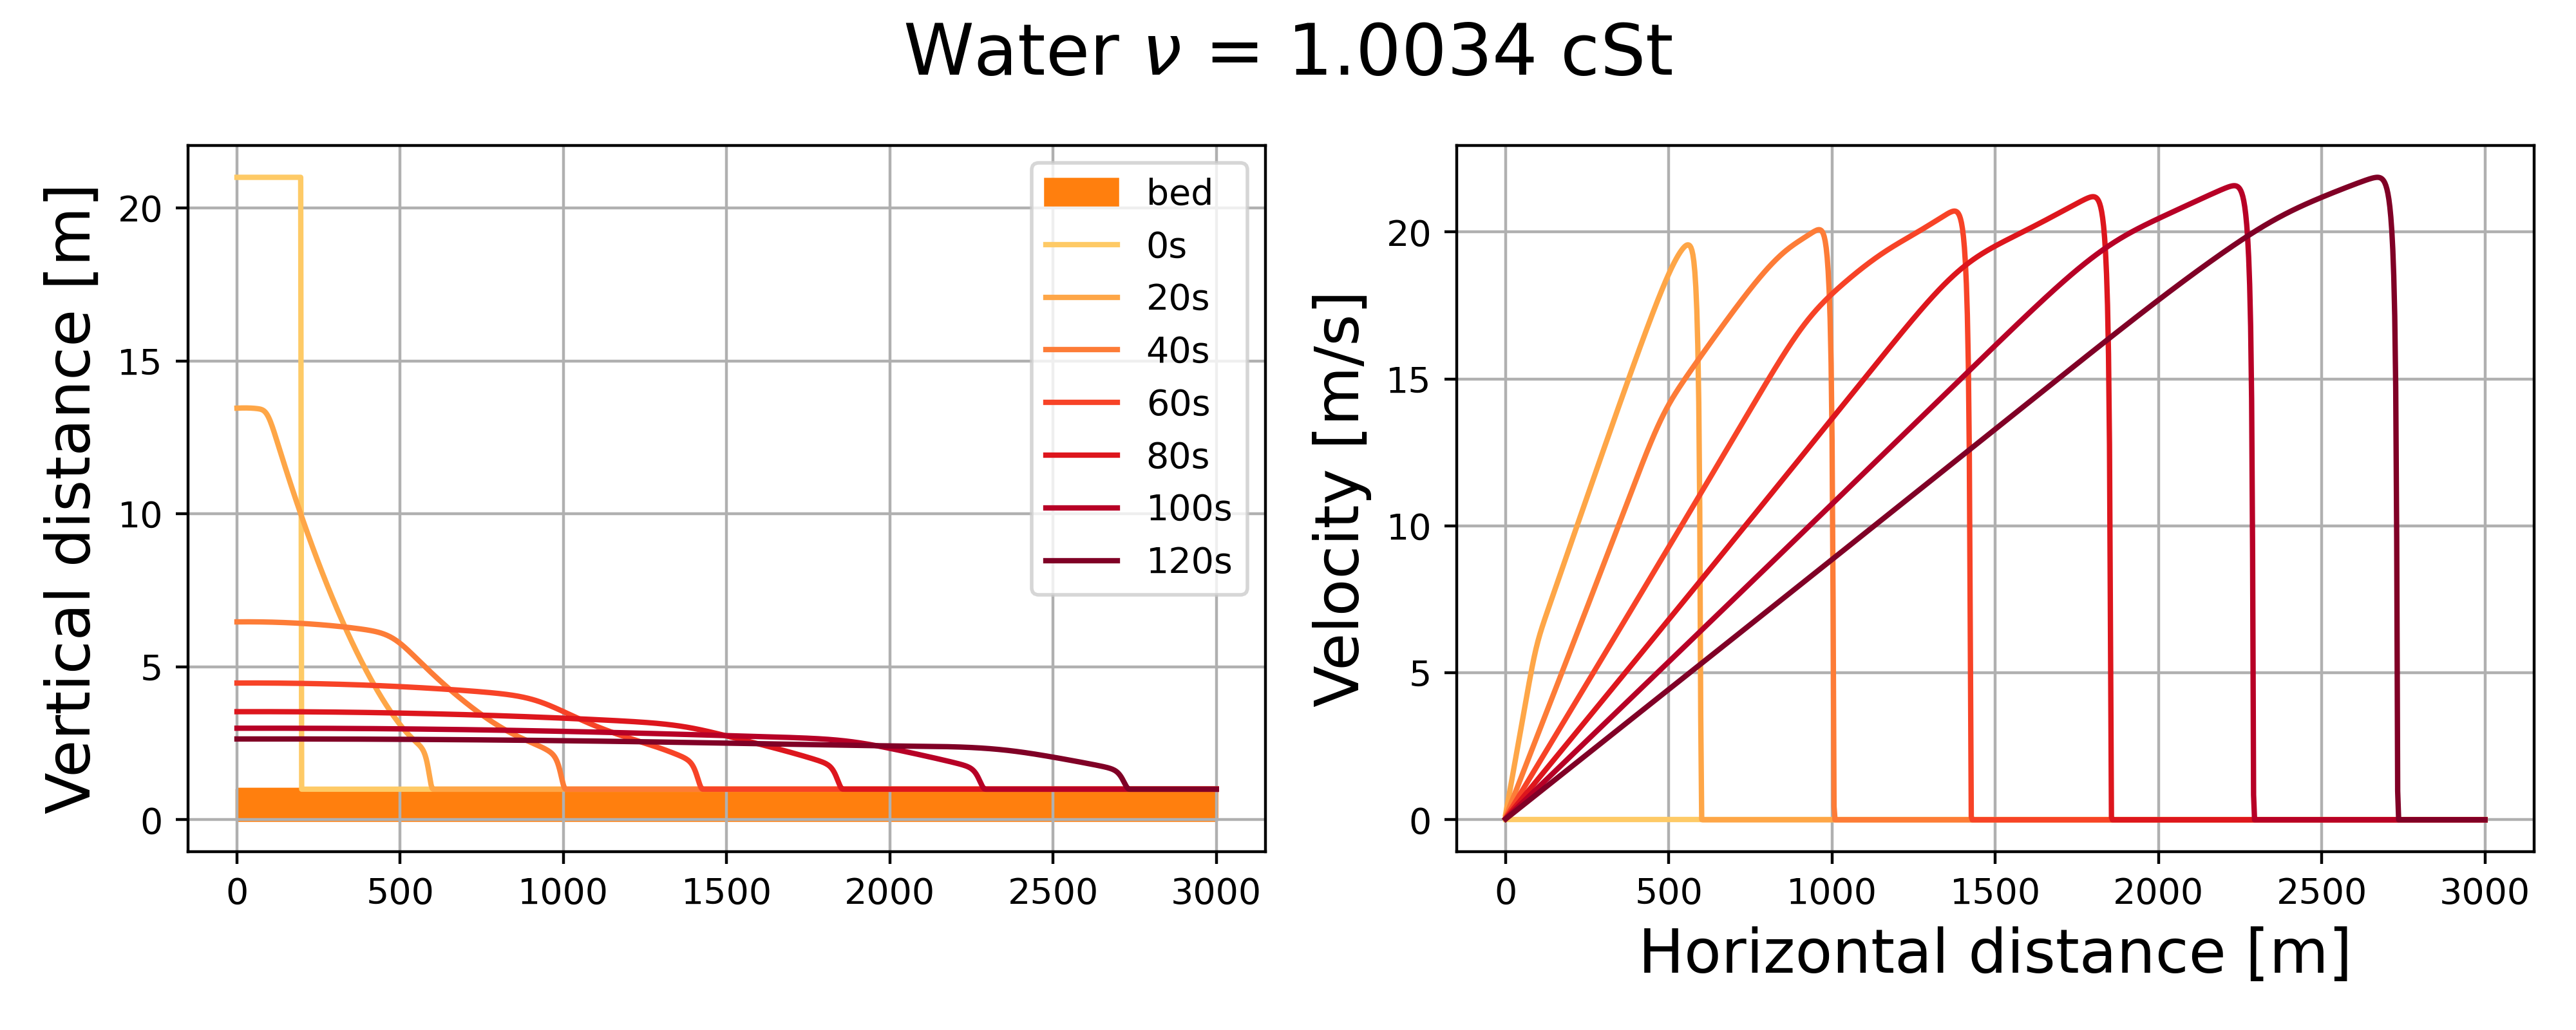 Water ν = 1.0034 cSt
Vertical distance [m]
20
15
10
5
0
0 500 1000 1500 2000 2500 3000
bed
0s
20s
40s
60s
80s
100s
120s
Velocity [m/s]
20
15
10
5
0
0 500 1000 1500 2000 2500 3000
Horizontal distance [m]